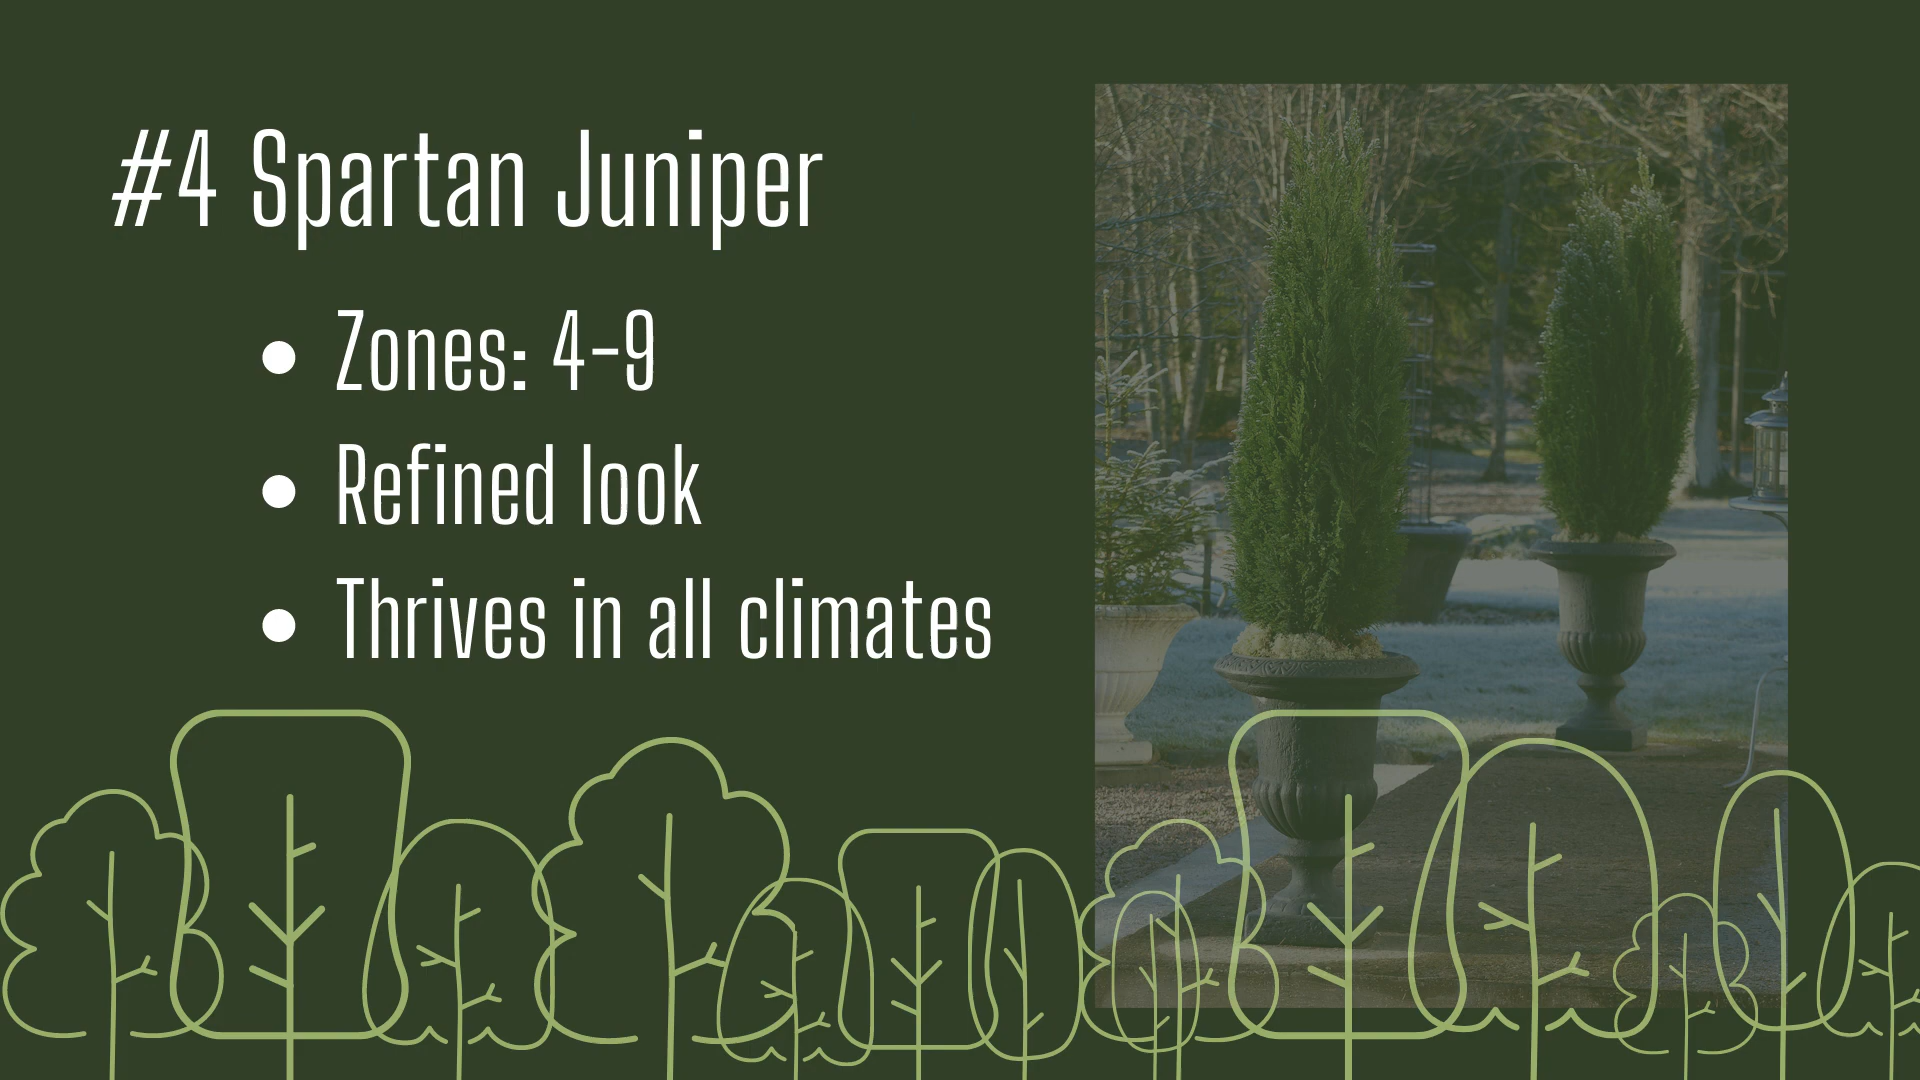 #4 Spartan Juniper
• Zones: 4-9
• Refined look
• Thrives in all climates